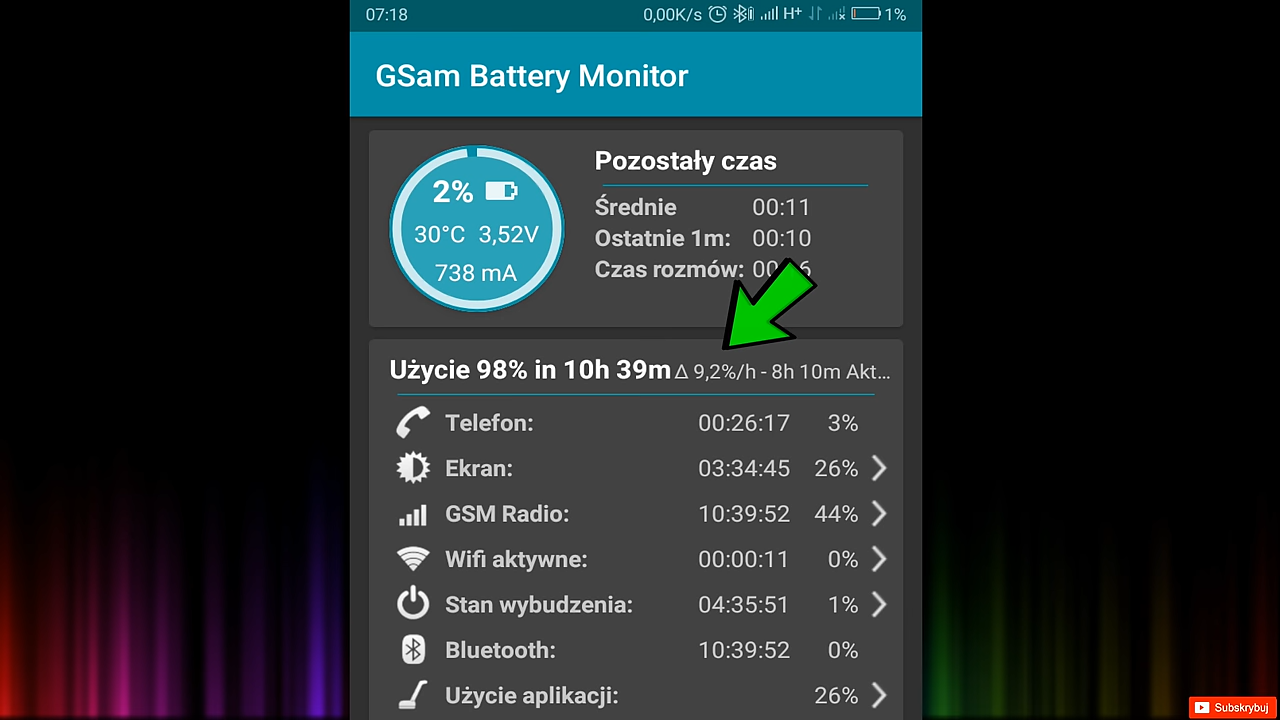 07:18 0,00K/s H+ 1%
GSam Battery Monitor
2%
30°C 3,52V
738 mA
Pozostały czas
Średnie 00:11
Ostatnie 1m: 00:10
Czas rozmów:
Użycie 98% in 10h 39m Δ 9,2%/h - 8h 10m Akt...
Telefon: 00:26:17 3%
Ekran: 03:34:45 26%
GSM Radio: 10:39:52 44%
Wifi aktywne: 00:00:11 0%
Stan wybudzenia: 04:35:51 1%
Bluetooth: 10:39:52 0%
Użycie aplikacji: 26%
Subskrybuj